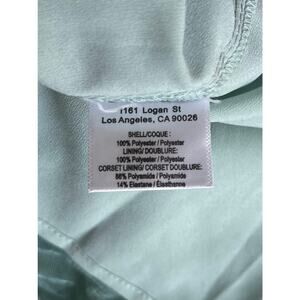 1161 Logan St
Los Angeles, CA 90026
SHELL/COQUE :
100% Polyester / Polyester
LINING/ DOUBLURE:
100% Polyester / Polyester
CORSET LINING/ CORSET DOUBLURE:
86% Polyamide / Polyamide
14% Elastane / Elasthanne